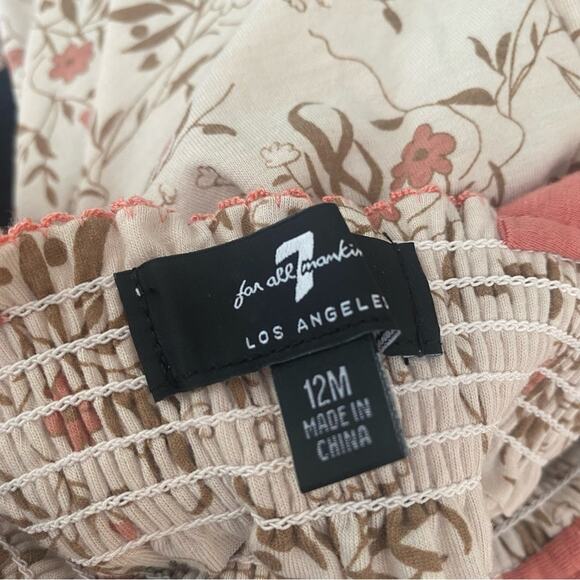 7
for all mankin
LOS ANGELE
12M
MADE IN
CHINA